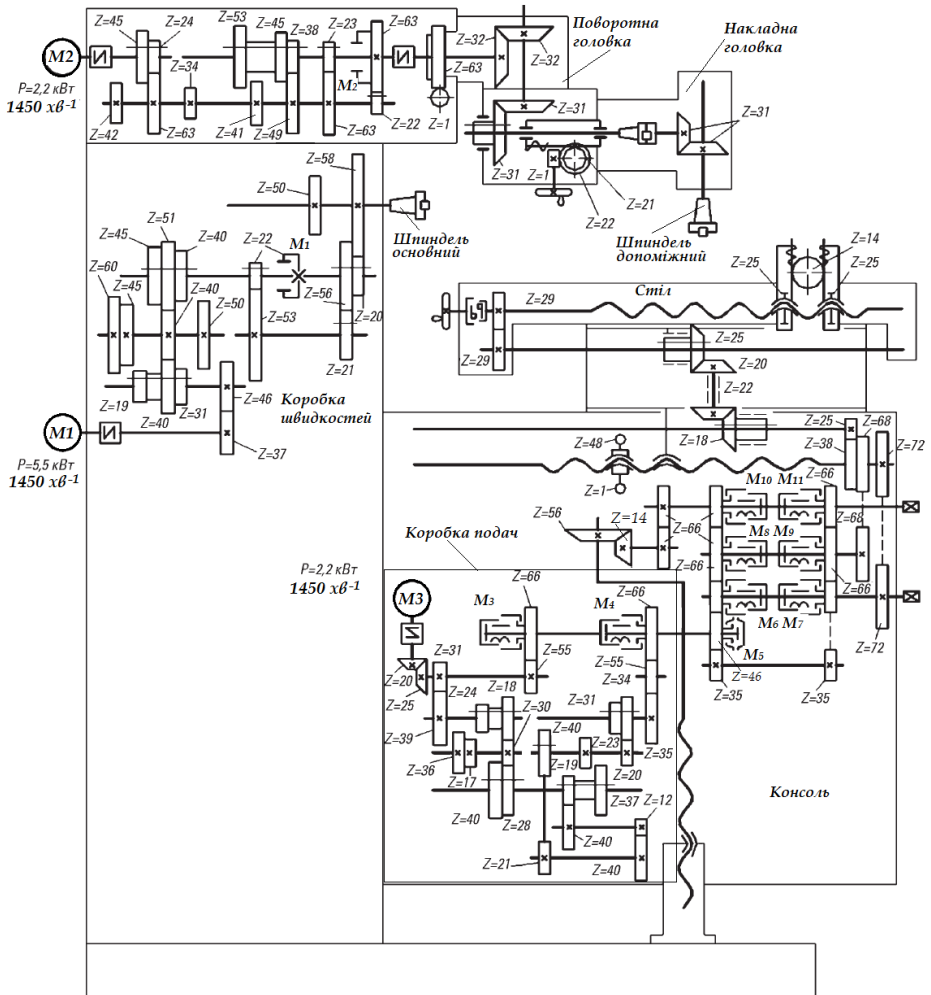 Z=53
Z=45
Z=24
Z=45
Z=38
Z=23
Z=63
M2
P=2,2 кВт
1450 хв-1
Z=34
M2
Z=42
Z=63
Z=41
Z=49
Z=63
Z=22
Z=1
Z=63
Z=32
Z=32
Поворотна
головка
Накладна
головка
Z=31
Z=31
Z=31
Z=1
Z=21
Z=22
Шпиндель
допоміжний
Z=58
Z=50
Z=51
Z=45
Z=40
Z=22
M1
Шпиндель
основний
Z=60
Z=45
Z=40
Z=50
Z=56
Z=20
Z=53
Z=21
Z=19
Z=40
Z=31
Z=46
Коробка
швидкостей
M1
P=5,5 кВт
1450 хв-1
Z=37
Z=14
Z=25
Z=25
Стіл
Z=29
Z=29
Z=25
Z=20
Z=22
Z=18
Z=25
Z=68
Z=38
Z=72
Z=48
Z=1
Z=66
M10 M11
Z=56
Z=14
Z=66
Z=68
M8 M9
Z=66
Z=66
M6 M7
Z=72
M5
Z=46
Z=35
Z=35
Коробка подач
P=2,2 кВт
1450 хв-1
M3
Z=66
M3
Z=66
M4
Z=31
Z=20
Z=25
Z=24
Z=18
Z=55
Z=55
Z=34
Z=31
Z=30
Z=40
Z=39
Z=36
Z=17
Z=19
Z=23
Z=35
Z=20
Z=37
Z=12
Z=40
Z=28
Z=40
Z=21
Z=40
Консоль